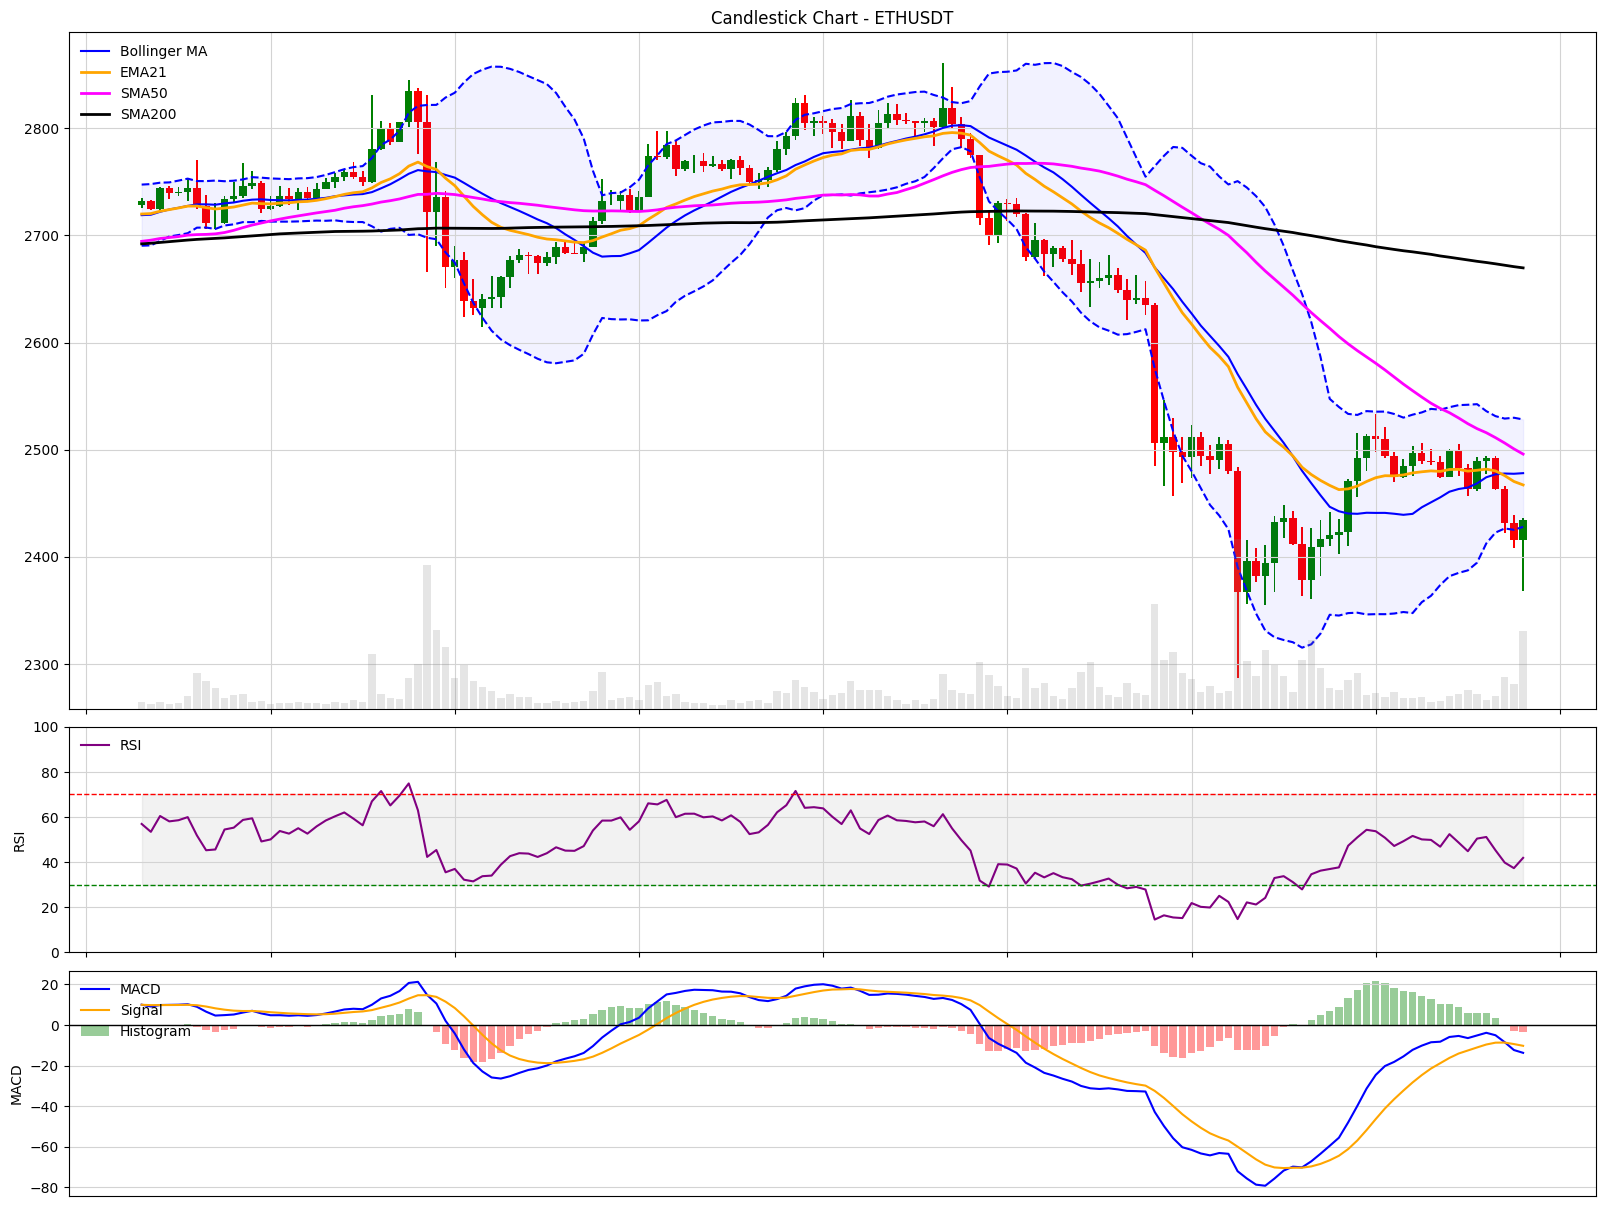 Candlestick Chart - ETHUSDT
Bollinger MA
EMA21
SMA50
SMA200
2800
2700
2600
2500
2400
2300
RSI
100
80
60
40
20
0
RSI
MACD
Signal
Histogram
20
0
−20
−40
−60
−80
MACD